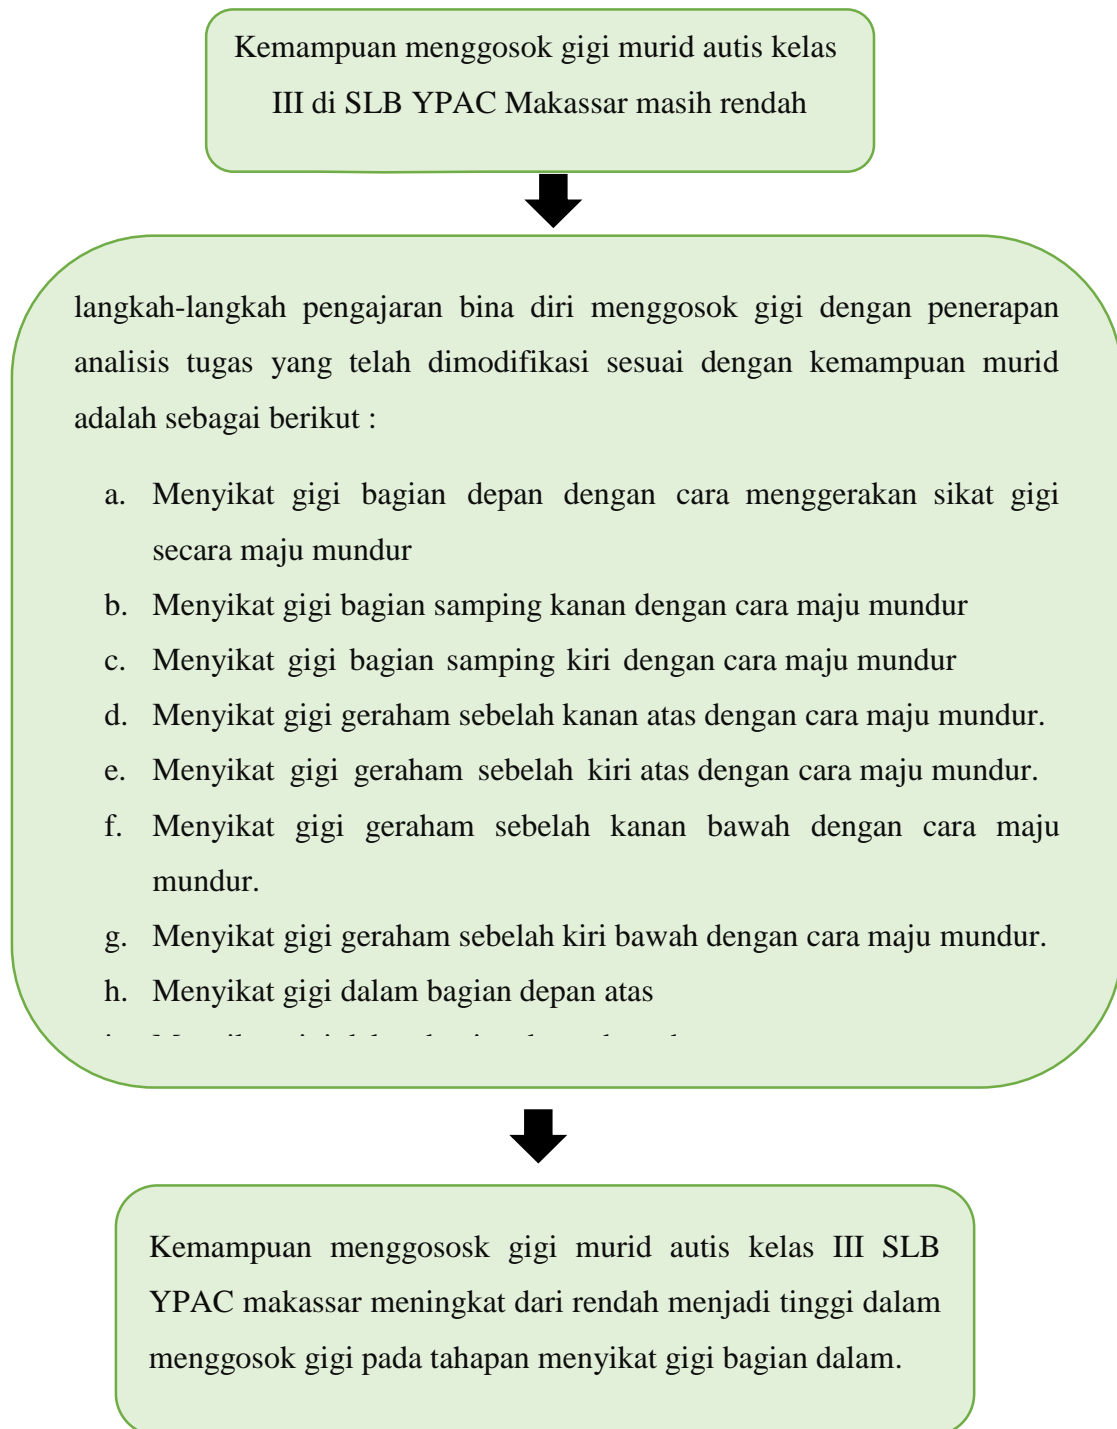 Kemampuan menggosok gigi murid autis kelas
III di SLB YPAC Makassar masih rendah
langkah-langkah pengajaran bina diri menggosok gigi dengan penerapan
analisis tugas yang telah dimodifikasi sesuai dengan kemampuan murid
adalah sebagai berikut :
a. Menyikat gigi bagian depan dengan cara menggerakan sikat gigi
secara maju mundur
b. Menyikat gigi bagian samping kanan dengan cara maju mundur
c. Menyikat gigi bagian samping kiri dengan cara maju mundur
d. Menyikat gigi geraham sebelah kanan atas dengan cara maju mundur.
e. Menyikat gigi geraham sebelah kiri atas dengan cara maju mundur.
f. Menyikat gigi geraham sebelah kanan bawah dengan cara maju
mundur.
g. Menyikat gigi geraham sebelah kiri bawah dengan cara maju mundur.
h. Menyikat gigi dalam bagian depan atas
Kemampuan menggososk gigi murid autis kelas III SLB
YPAC makassar meningkat dari rendah menjadi tinggi dalam
menggosok gigi pada tahapan menyikat gigi bagian dalam.